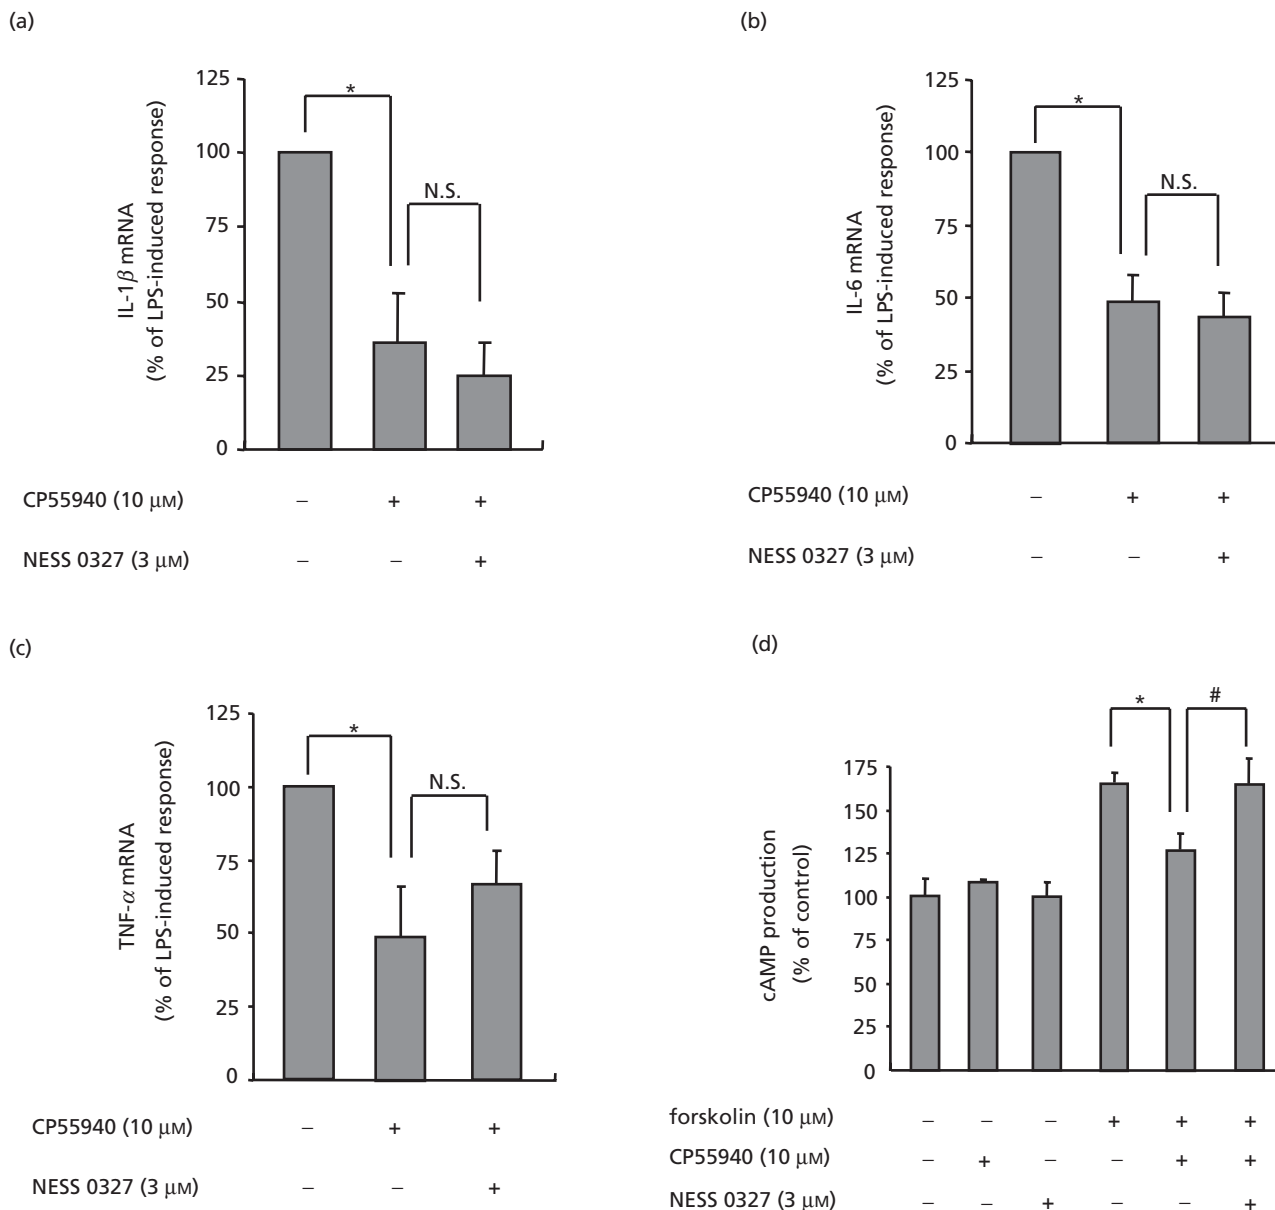 (a)
125
100
75
50
25
0
IL-1β mRNA
(% of LPS-induced response)
*
N.S.
CP55940 (10 μM) – + +
NESS 0327 (3 μM) – – +
(b)
125
100
75
50
25
0
IL-6 mRNA
(% of LPS-induced response)
*
N.S.
CP55940 (10 μM) – + +
NESS 0327 (3 μM) – – +
(c)
125
100
75
50
25
0
TNF-α mRNA
(% of LPS-induced response)
*
N.S.
CP55940 (10 μM) – + +
NESS 0327 (3 μM) – – +
(d)
175
150
125
100
75
50
25
0
cAMP production
(% of control)
*
#
forskolin (10 μM) – – – + + +
CP55940 (10 μM) – + – – + +
NESS 0327 (3 μM) – – + – – +